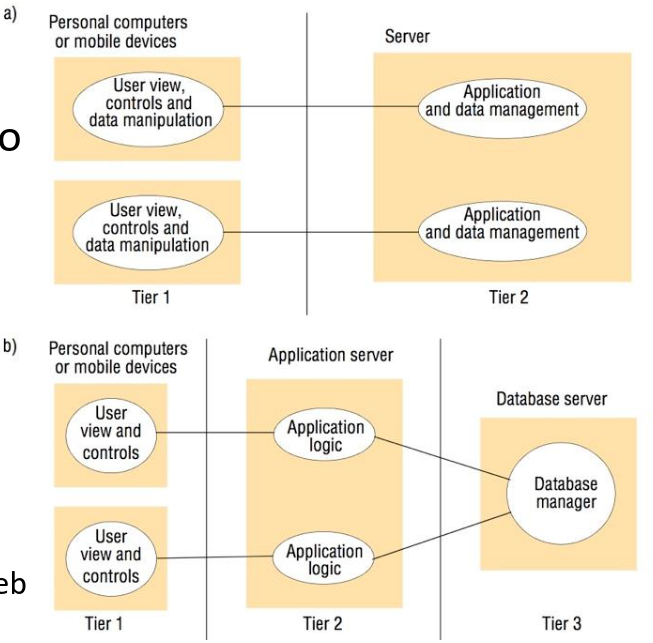 a)
Personal computers
or mobile devices
Server
User view,
controls and
data manipulation
Application
and data management
o
User view,
controls and
data manipulation
Application
and data management
Tier 1
Tier 2
b)
Personal computers
or mobile devices
Application server
Database server
User
view and
controls
Application
logic
Database
manager
User
view and
controls
Application
logic
eb
Tier 1
Tier 2
Tier 3